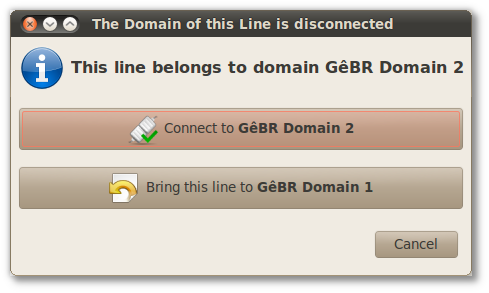 The Domain of this Line is disconnected
This line belongs to domain GêBR Domain 2
Connect to GêBR Domain 2
Bring this line to GêBR Domain 1
Cancel